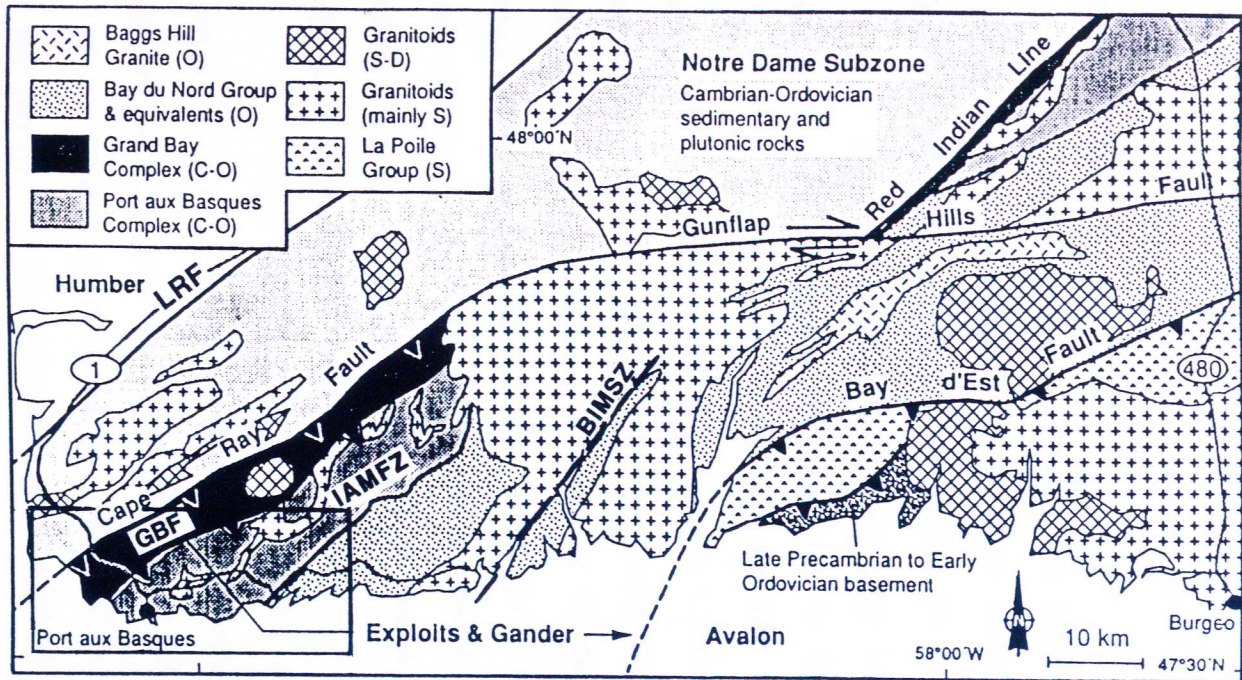 Baggs Hill
Granite (O)
Bay du Nord Group
& equivalents (O)
Grand Bay
Complex (C-O)
Port aux Basques
Complex (C-O)
Granitoids
(S-D)
Granitoids
(mainly S)
La Poile
Group (S)
48°00´N
Notre Dame Subzone
Cambrian-Ordovician
sedimentary and
plutonic rocks
Red Indian Line
Gunflap Hills Fault
Humber
LRF
1
Cape Ray Fault
GBF
IAMFZ
BIMSZ
Bay d'Est Fault
480
Late Precambrian to Early
Ordovician basement
Port aux Basques
Exploits & Gander
Avalon
N
58°00´W
10 km
Burgeo
47°30´N